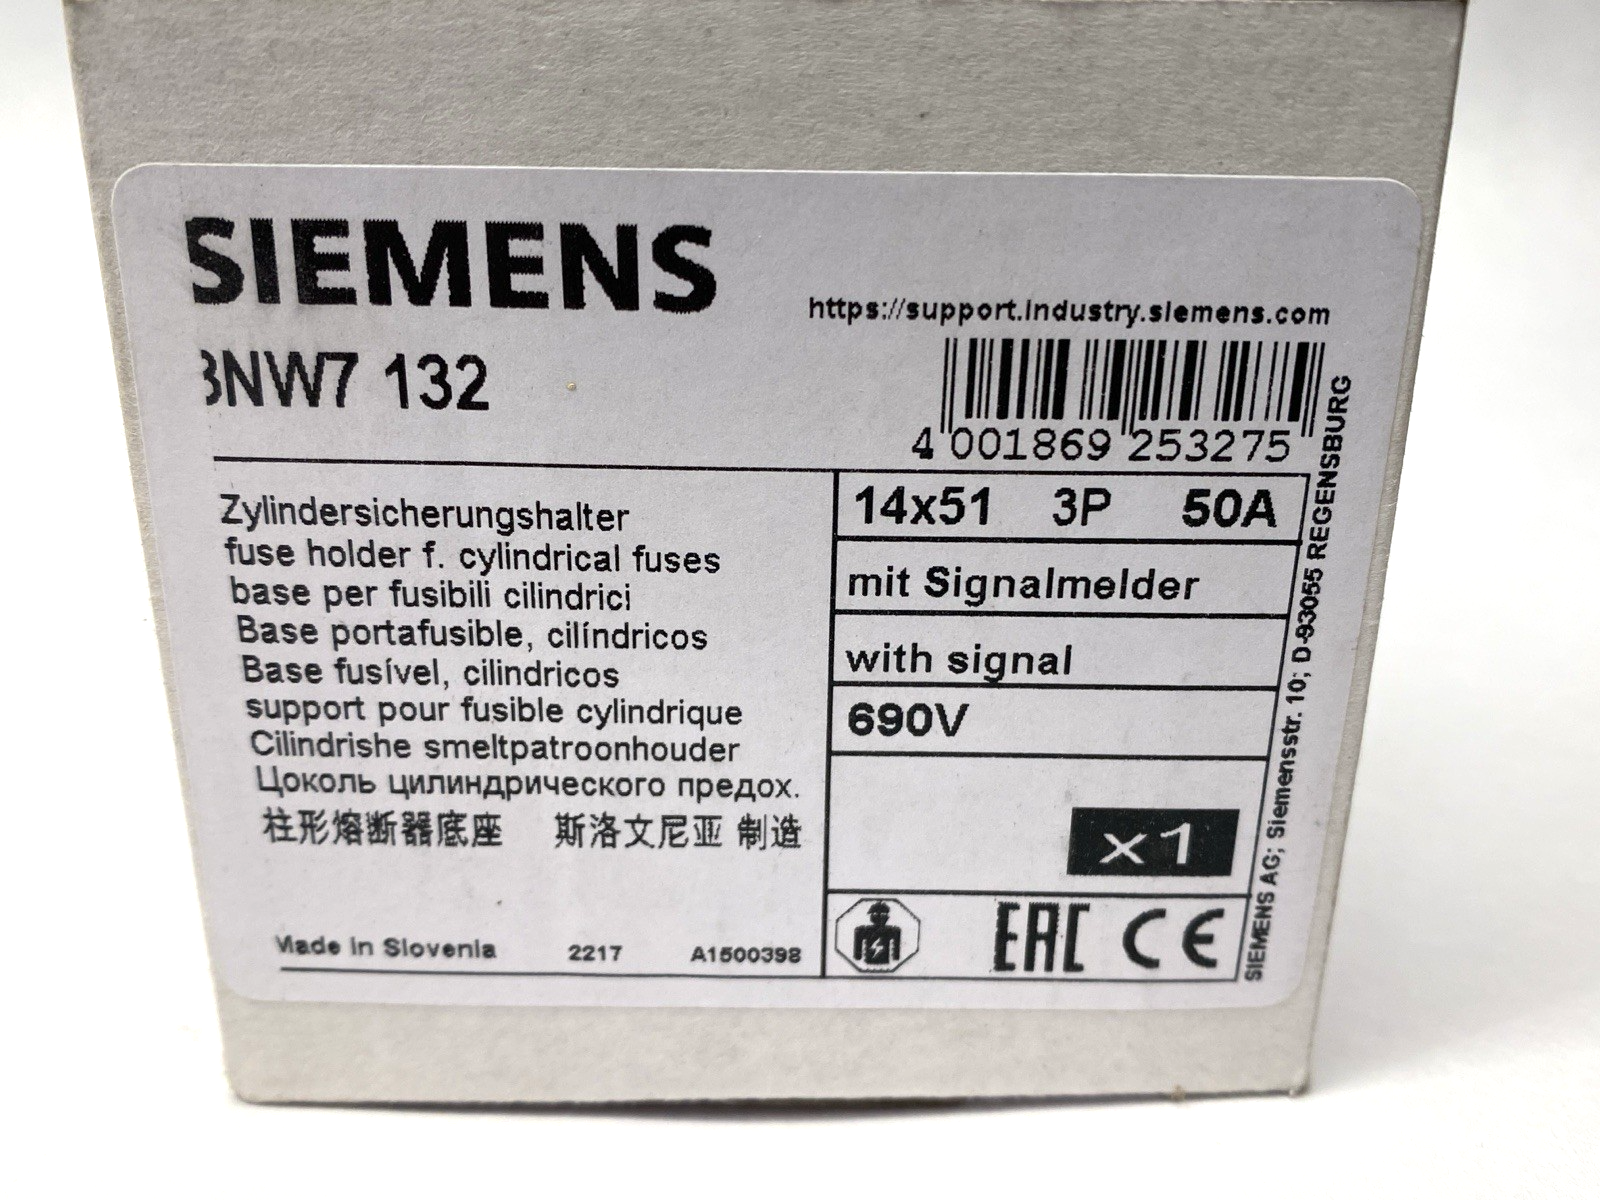 SIEMENS
https://support.industry.siemens.com
3NW7 132
4 001869 253275
Zylindersicherungshalter
fuse holder f. cylindrical fuses
base per fusibili cilindrici
Base portafusible, cilíndricos
Base fusível, cilindricos
support pour fusible cylindrique
Cilindrishe smeltpatroonhouder
Цоколь цилиндрического предох.
柱形熔断器底座 斯洛文尼亚 制造
Made in Slovenia 2217 A1500398
14x51 3P 50A
mit Signalmelder
with signal
690V
x1
EAC CE
SIEMENS AG; Siemensstr. 10; D-93055 REGENSBURG